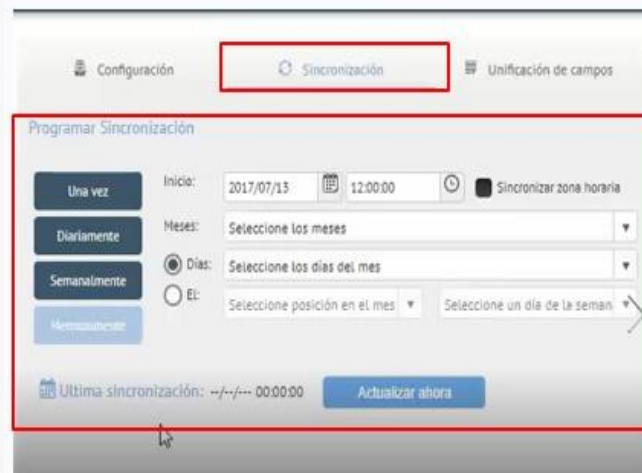 Configuración Sincronización Unificación de campos
Programar Sincronización
Una vez
Diariamente
Semanalmente
Mensualmente
Inicio: 2017/07/13 12:00:00 Sincronizar zona horaria
Meses: Seleccione los meses
Días: Seleccione los días del mes
El: Seleccione posición en el mes Seleccione un día de la seman
Ultima sincronización: --/--/--- 00:00:00 Actualizar ahora